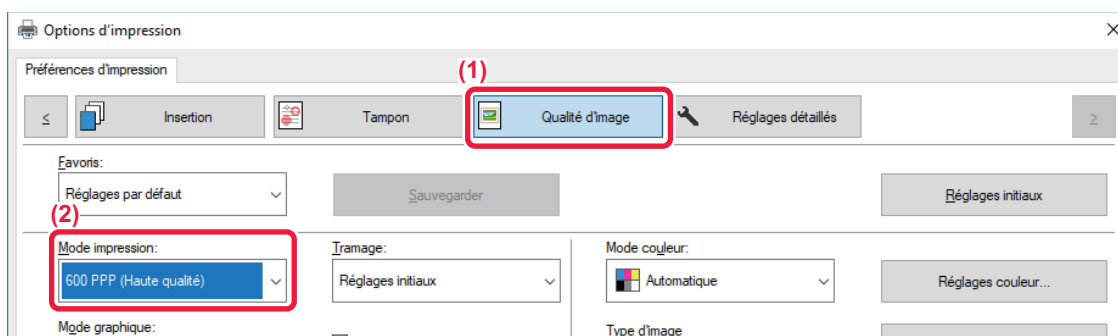 Options d'impression
Préférences d'impression
(1)
<
Insertion
Tampon
Qualité d'image
Réglages détaillés
>
Favoris:
Réglages par défaut
Sauvegarder
Réglages initiaux
(2)
Mode impression:
Tramage:
Mode couleur:
600 PPP (Haute qualité)
Réglages initiaux
Automatique
Réglages couleur...
Mode graphique:
Type d'image